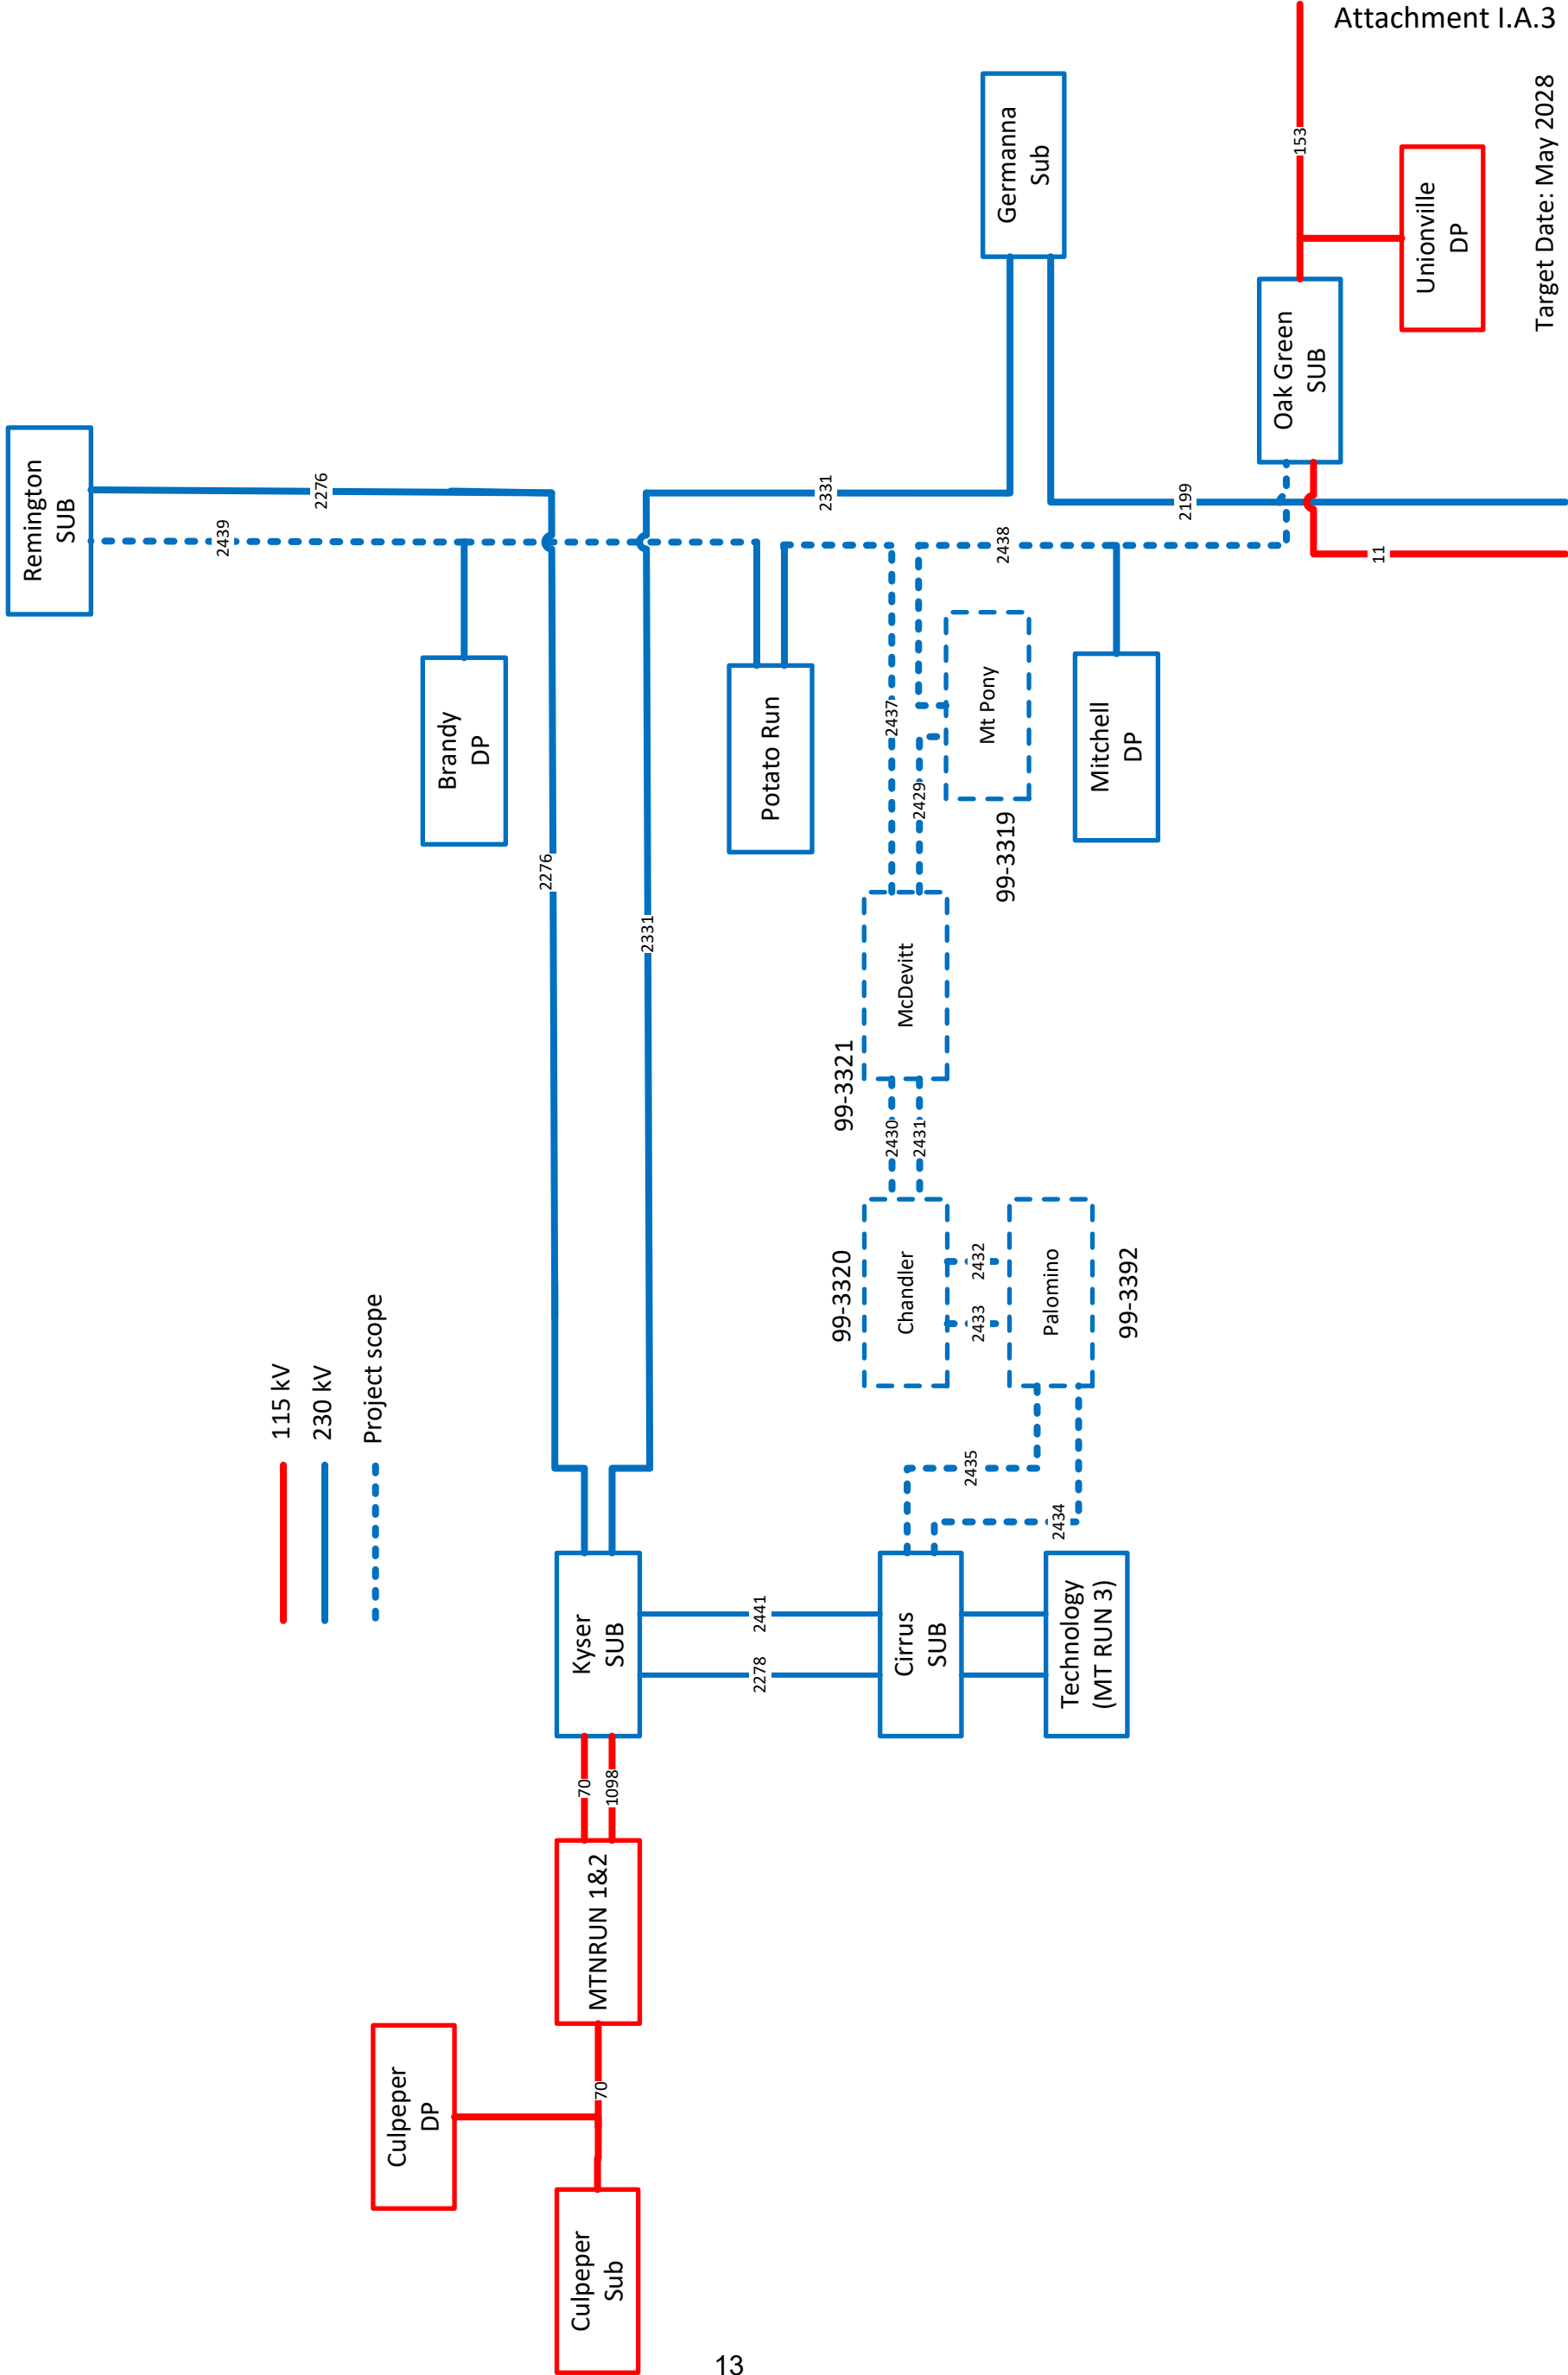 Attachment I.A.3
Culpeper
Sub
Culpeper
DP
70
MTNRUN 1&2
70
1098
Kyser
SUB
115 kV
230 kV
Project scope
2278
2441
Cirrus
SUB
Technology
(MT RUN 3)
2435
2434
99-3320
Chandler
2433
2432
Palomino
99-3392
2430
2431
99-3321
McDevitt
2276
2331
2437
2429
Mt Pony
99-3319
Brandy
DP
Potato Run
Mitchell
DP
Remington
SUB
2439
2276
2331
2438
2199
11
Germanna
Sub
Oak Green
SUB
153
Unionville
DP
Target Date: May 2028
13